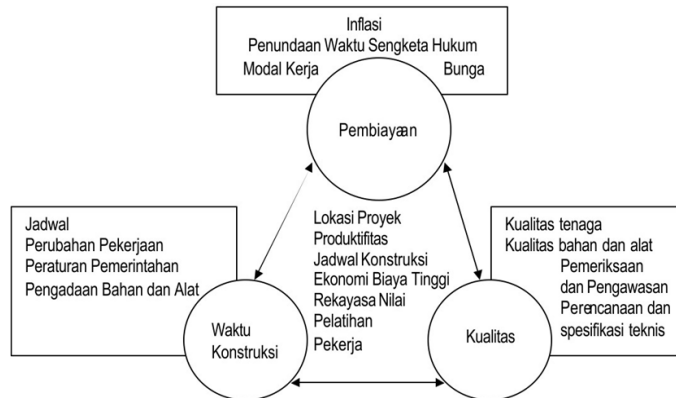 Inflasi
Penundaan Waktu Sengketa Hukum
Modal Kerja Bunga
Pembiayaan
Jadwal
Perubahan Pekerjaan
Peraturan Pemerintahan
Pengadaan Bahan dan Alat
Lokasi Proyek
Produktifitas
Jadwal Konstruksi
Ekonomi Biaya Tinggi
Rekayasa Nilai
Pelatihan
Pekerja
Kualitas tenaga
Kualitas bahan dan alat
Pemeriksaan
dan Pengawasan
Perencanaan dan
spesifikasi teknis
Waktu
Konstruksi
Kualitas